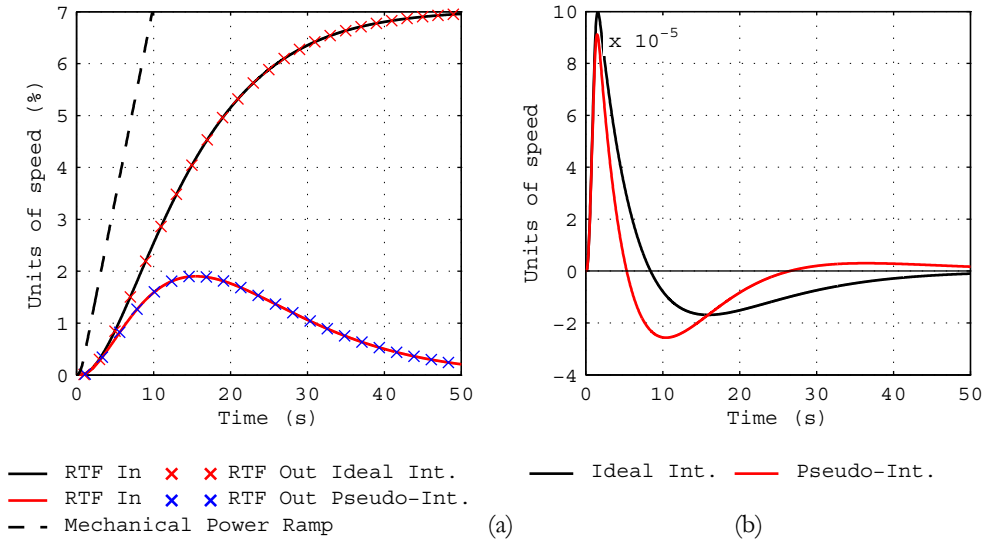 7
6
5
4
3
2
1
0
Units of speed (%)
0
10
20
30
40
50
Time (s)
10
8
6
4
2
0
−2
−4
Units of speed
x 10-5
0
10
20
30
40
50
Time (s)
RTF In
RTF Out Ideal Int.
RTF In
RTF Out Pseudo-Int.
Mechanical Power Ramp
(a)
Ideal Int.
Pseudo-Int.
(b)